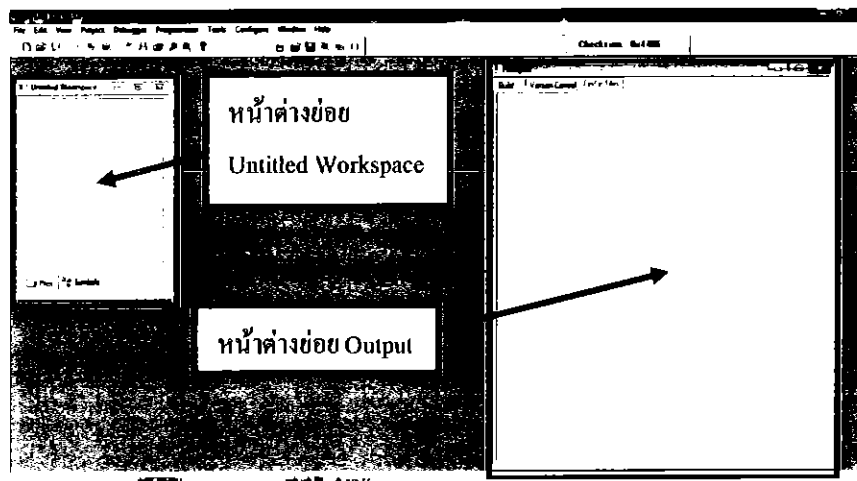 File Edit View Project Debugger Programmer Tools Configure Window Help
Checksum:
Untitled Workspace
Build Version Control Find in Files
หน้าต่างย่อย
Untitled Workspace
Files Symbols
หน้าต่างย่อย Output